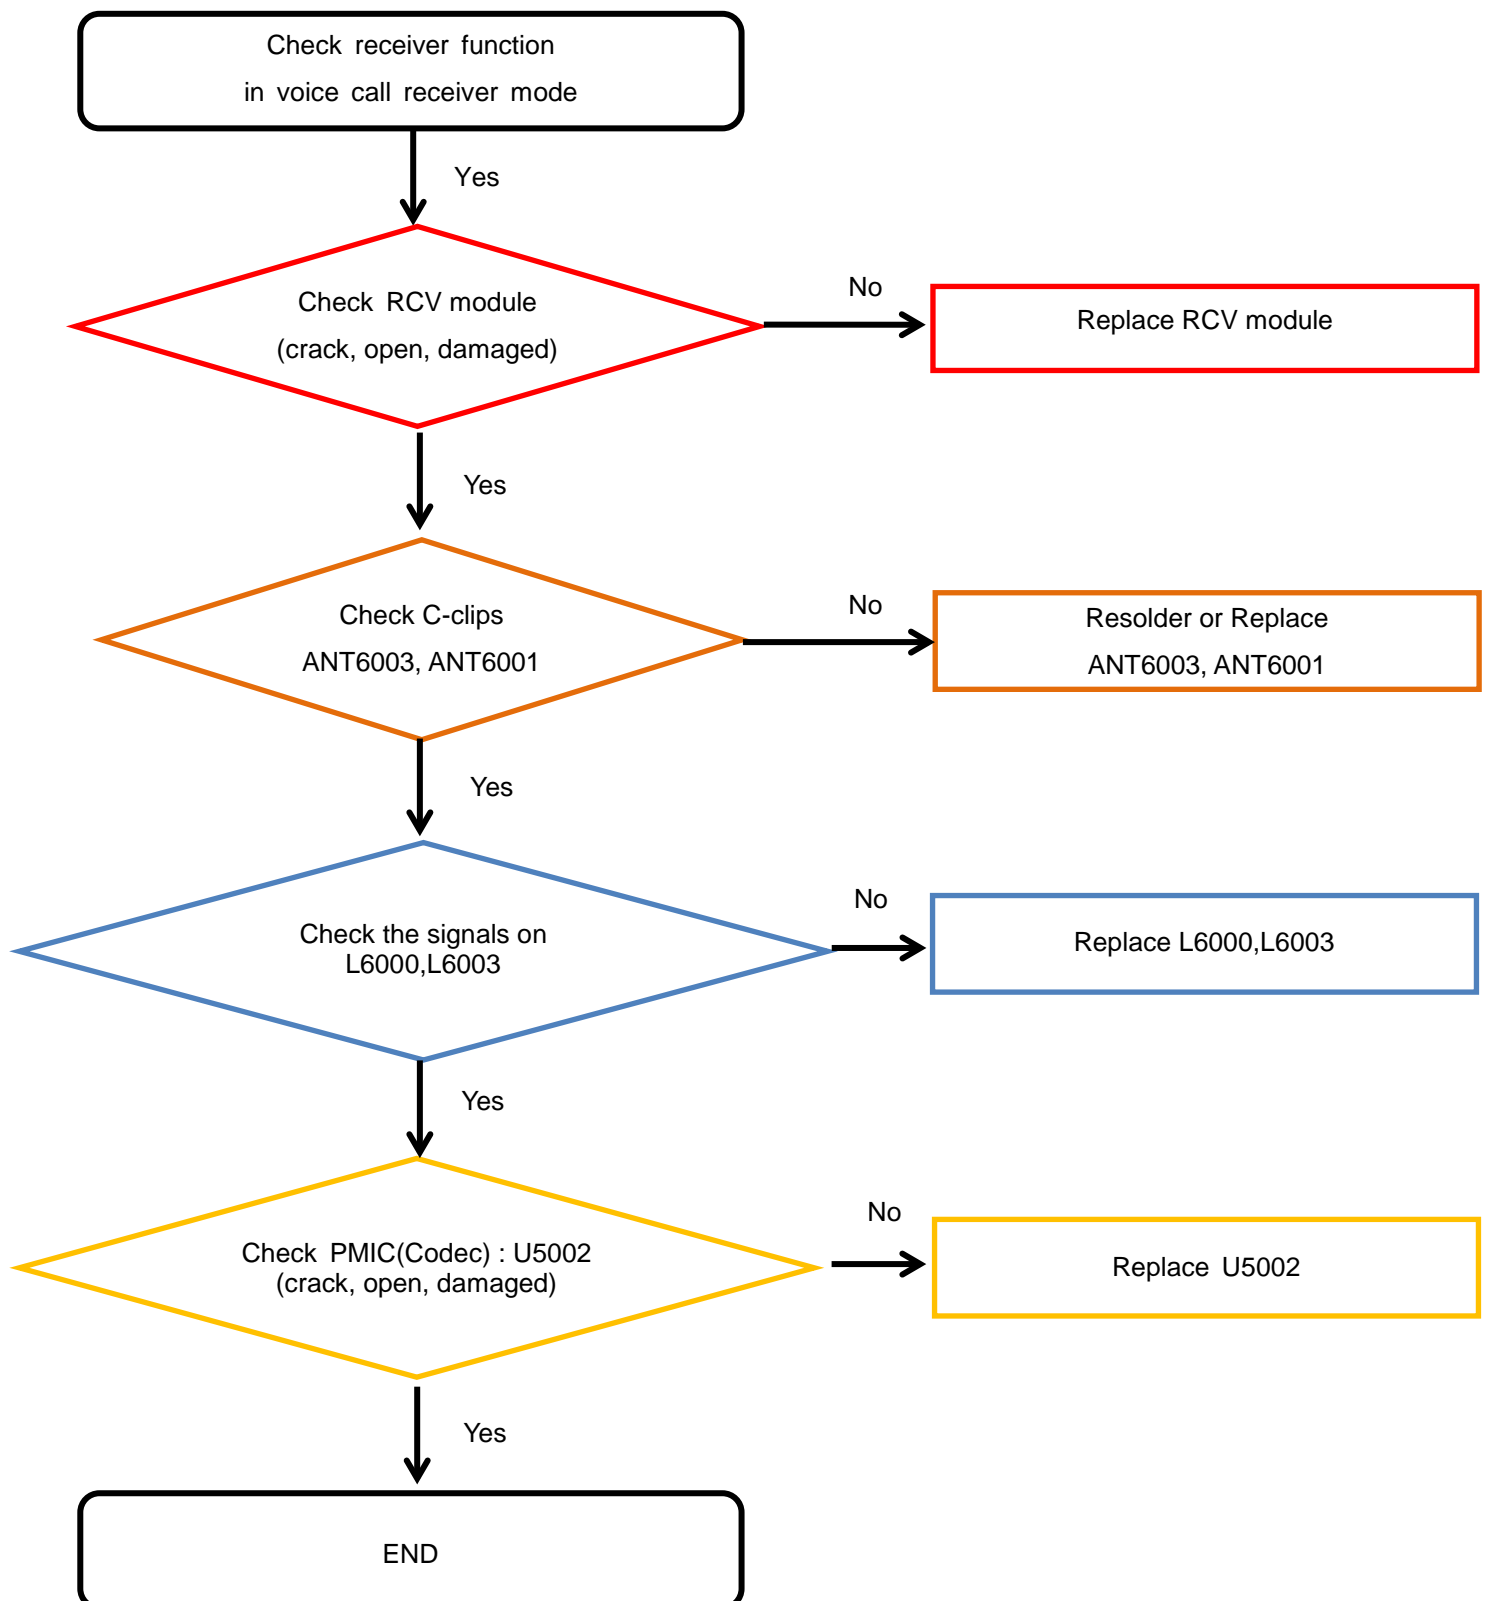 Check receiver function
in voice call receiver mode
Yes
Check RCV module
(crack, open, damaged)
No
Replace RCV module
Yes
Check C-clips
ANT6003, ANT6001
No
Resolder or Replace
ANT6003, ANT6001
Yes
Check the signals on
L6000,L6003
No
Replace L6000,L6003
Yes
Check PMIC(Codec) : U5002
(crack, open, damaged)
No
Replace U5002
Yes
END